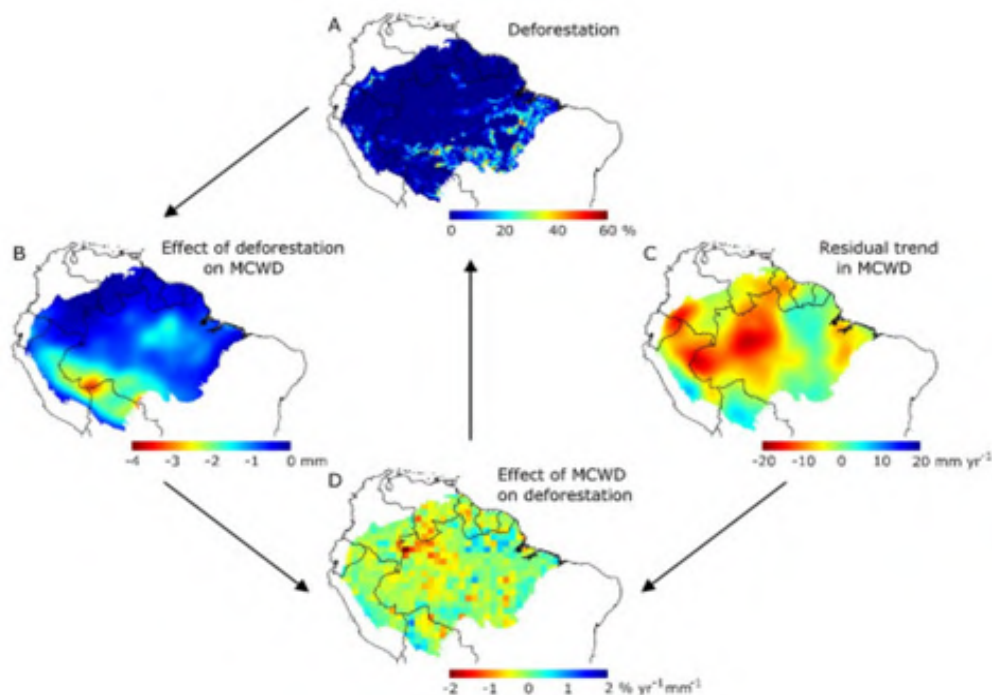 A
Deforestation
0 20 40 60 %
B
Effect of deforestation
on MCWD
-4 -3 -2 -1 0 mm
C
Residual trend
in MCWD
-20 -10 0 10 20 mm yr⁻¹
D
Effect of MCWD
on deforestation
-2 -1 0 1 2 % yr⁻¹mm⁻¹